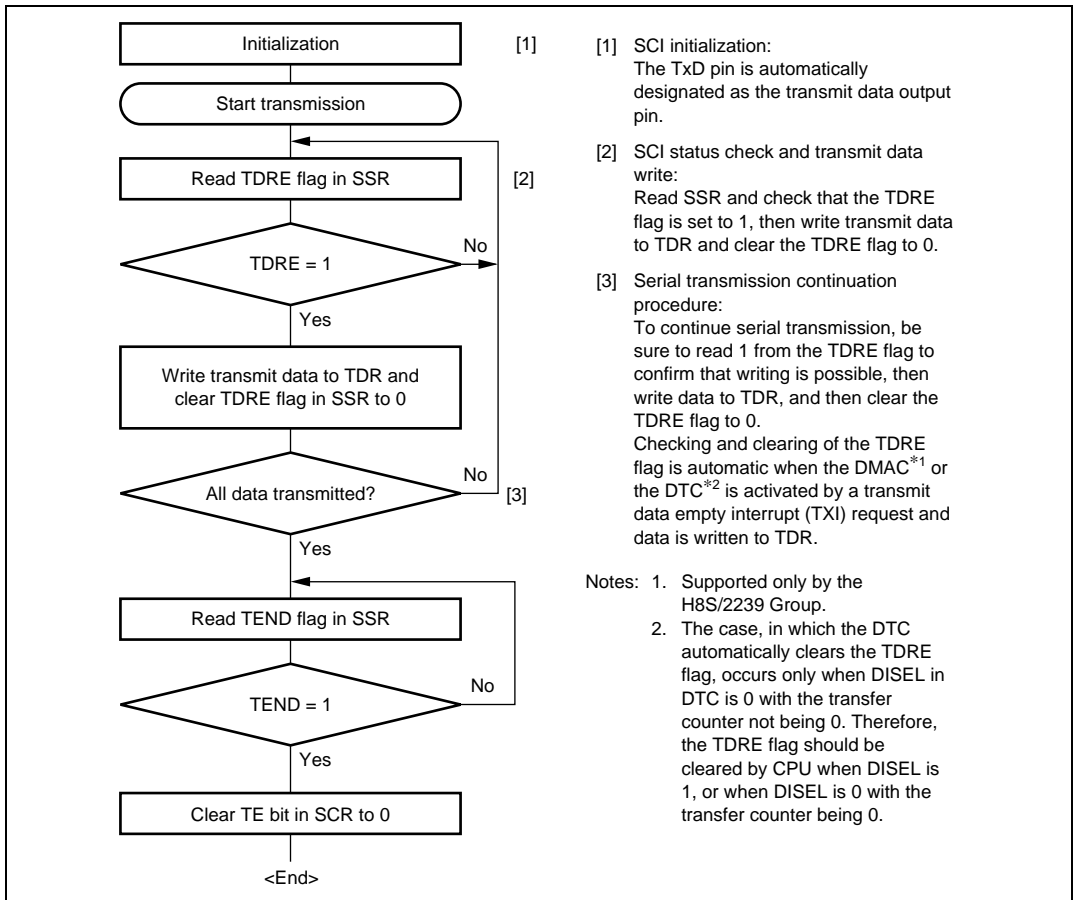 Initialization
[1]
Start transmission
Read TDRE flag in SSR
[2]
No
TDRE = 1
Yes
Write transmit data to TDR and
clear TDRE flag in SSR to 0
No
All data transmitted?
[3]
Yes
Read TEND flag in SSR
No
TEND = 1
Yes
Clear TE bit in SCR to 0
<End>
[1] SCI initialization:
The TxD pin is automatically
designated as the transmit data output
pin.
[2] SCI status check and transmit data
write:
Read SSR and check that the TDRE
flag is set to 1, then write transmit data
to TDR and clear the TDRE flag to 0.
[3] Serial transmission continuation
procedure:
To continue serial transmission, be
sure to read 1 from the TDRE flag to
confirm that writing is possible, then
write data to TDR, and then clear the
TDRE flag to 0.
Checking and clearing of the TDRE
flag is automatic when the DMAC*1 or
the DTC*2 is activated by a transmit
data empty interrupt (TXI) request and
data is written to TDR.
Notes: 1. Supported only by the
H8S/2239 Group.
2. The case, in which the DTC
automatically clears the TDRE
flag, occurs only when DISEL in
DTC is 0 with the transfer
counter not being 0. Therefore,
the TDRE flag should be
cleared by CPU when DISEL is
1, or when DISEL is 0 with the
transfer counter being 0.